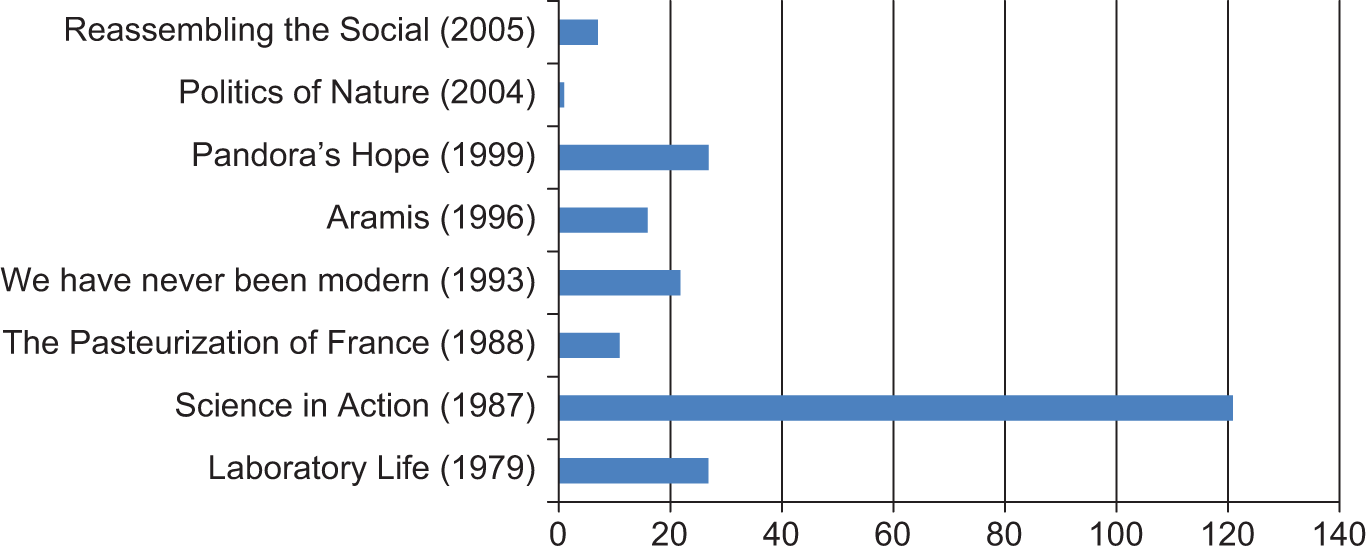 Reassembling the Social (2005)
Politics of Nature (2004)
Pandora’s Hope (1999)
Aramis (1996)
We have never been modern (1993)
The Pasteurization of France (1988)
Science in Action (1987)
Laboratory Life (1979)
0 20 40 60 80 100 120 140